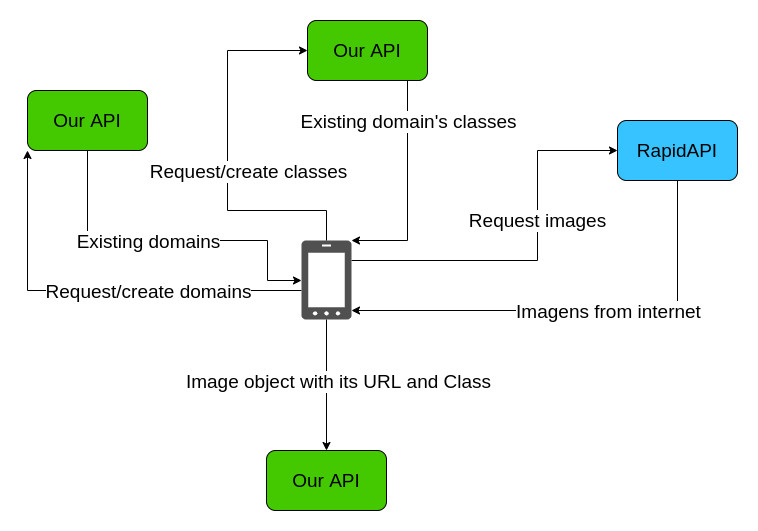 Our API
Our API
Existing domain's classes
RapidAPI
Request/create classes
Request images
Existing domains
Request/create domains
Imagens from internet
Image object with its URL and Class
Our API